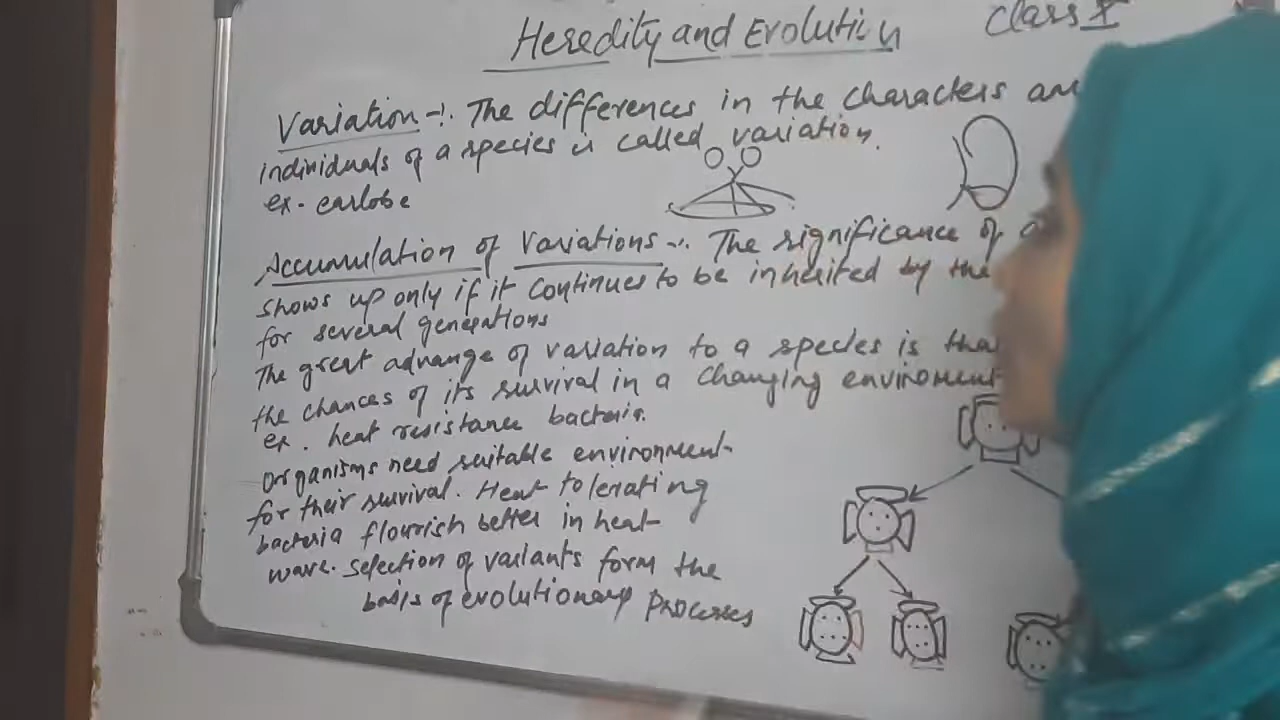 Heredity and Evolution
Class X
Variation -: The differences in the characters am
individuals of a species is called variation.
ex. earlobe
Accumulation of Variations -: The significance of a
shows up only if it continues to be inherited by the
for several generations
The great advange of variation to a species is tha
the chances of its survival in a changing enviroment
ex. heat resistance bacteria.
organisms need suitable environment
for their survival. Heat tolerating
bacteria flourish better in heat
wave. Selection of variants form the
basis of evolutionary processes